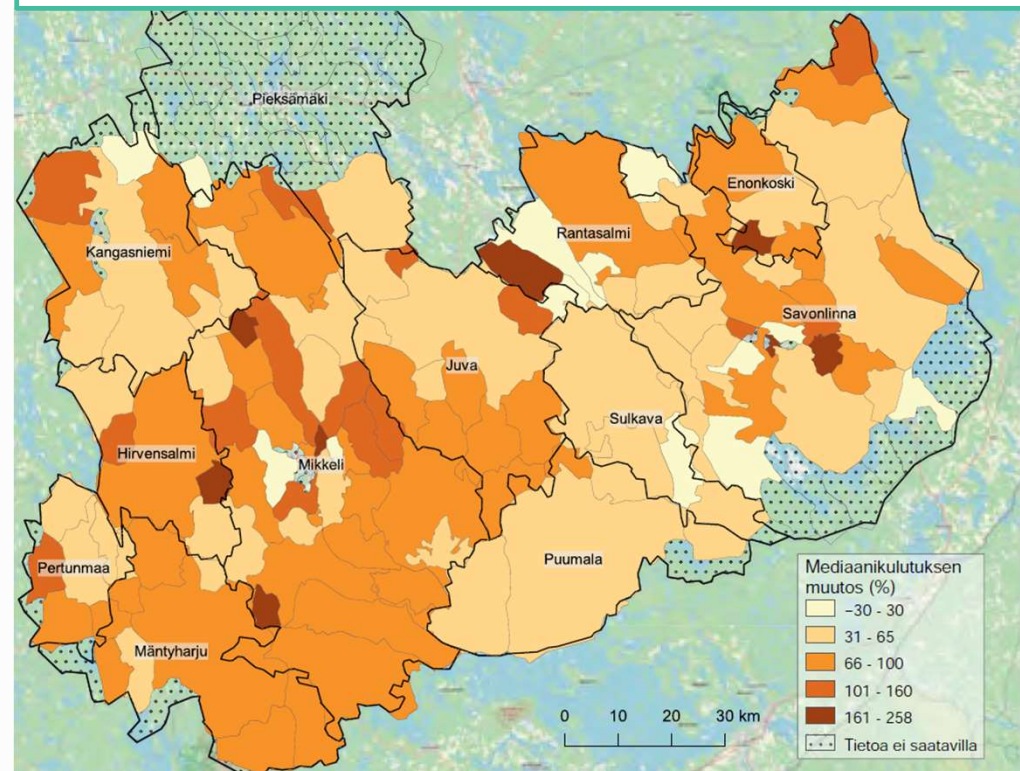 Pieksämäki
Enonkoski
Rantasalmi
Kangasniemi
Savonlinna
Juva
Sulkava
Hirvensalmi
Mikkeli
Puumala
Pertunmaa
Mäntyharju
Mediaanikulutuksen
muutos (%)
−30 - 30
31 - 65
66 - 100
101 - 160
161 - 258
Tietoa ei saatavilla
0 10 20 30 km